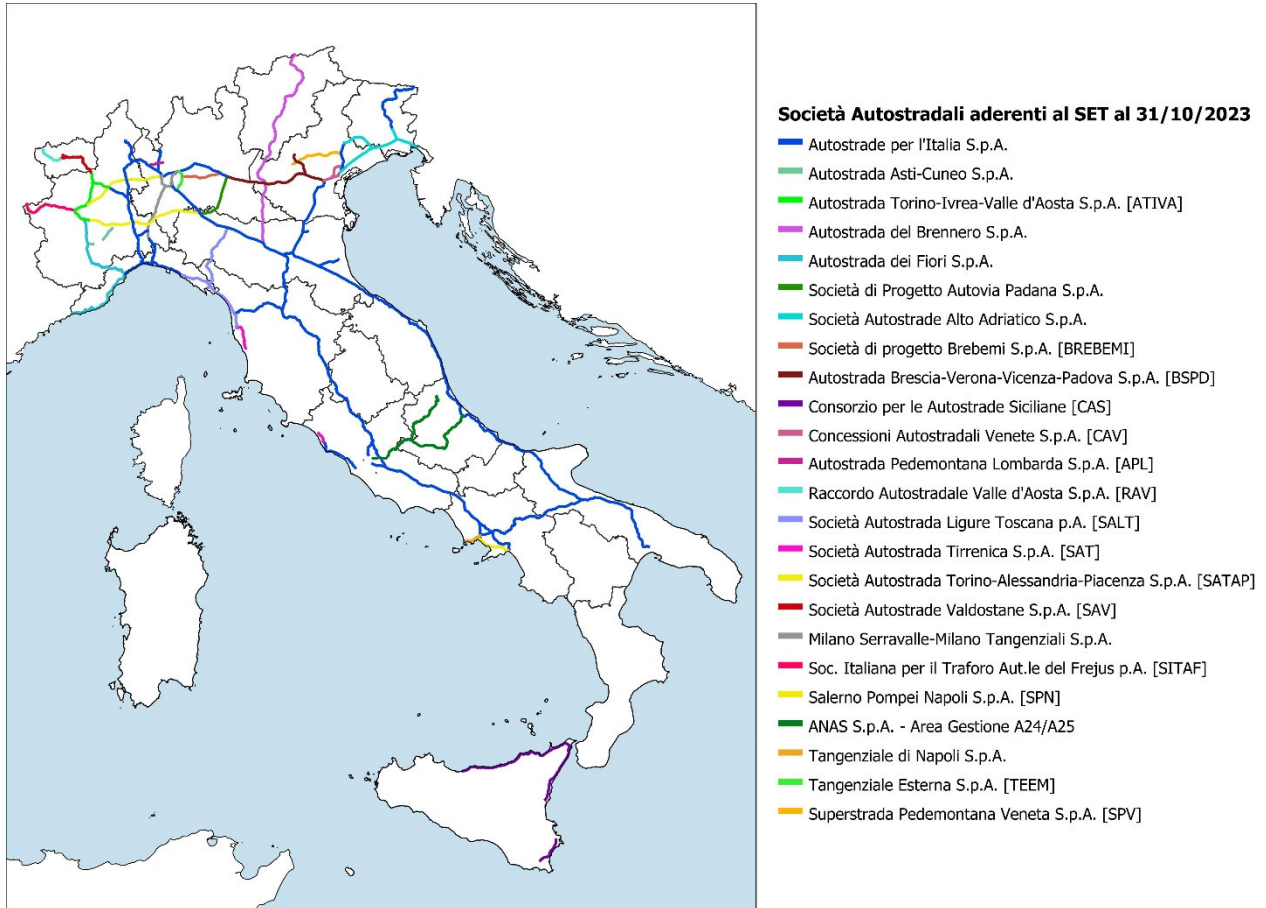 Società Autostradali aderenti al SET al 31/10/2023
Autostrade per l'Italia S.p.A.
Autostrada Asti-Cuneo S.p.A.
Autostrada Torino-Ivrea-Valle d'Aosta S.p.A. [ATIVA]
Autostrada del Brennero S.p.A.
Autostrada dei Fiori S.p.A.
Società di Progetto Autovia Padana S.p.A.
Società Autostrade Alto Adriatico S.p.A.
Società di progetto Brebemi S.p.A. [BREBEMI]
Autostrada Brescia-Verona-Vicenza-Padova S.p.A. [BSPD]
Consorzio per le Autostrade Siciliane [CAS]
Concessioni Autostradali Venete S.p.A. [CAV]
Autostrada Pedemontana Lombarda S.p.A. [APL]
Raccordo Autostradale Valle d'Aosta S.p.A. [RAV]
Società Autostrada Ligure Toscana p.A. [SALT]
Società Autostrada Tirrenica S.p.A. [SAT]
Società Autostrada Torino-Alessandria-Piacenza S.p.A. [SATAP]
Società Autostrade Valdostane S.p.A. [SAV]
Milano Serravalle-Milano Tangenziali S.p.A.
Soc. Italiana per il Traforo Aut.le del Frejus p.A. [SITAF]
Salerno Pompei Napoli S.p.A. [SPN]
ANAS S.p.A. - Area Gestione A24/A25
Tangenziale di Napoli S.p.A.
Tangenziale Esterna S.p.A. [TEEM]
Superstrada Pedemontana Veneta S.p.A. [SPV]